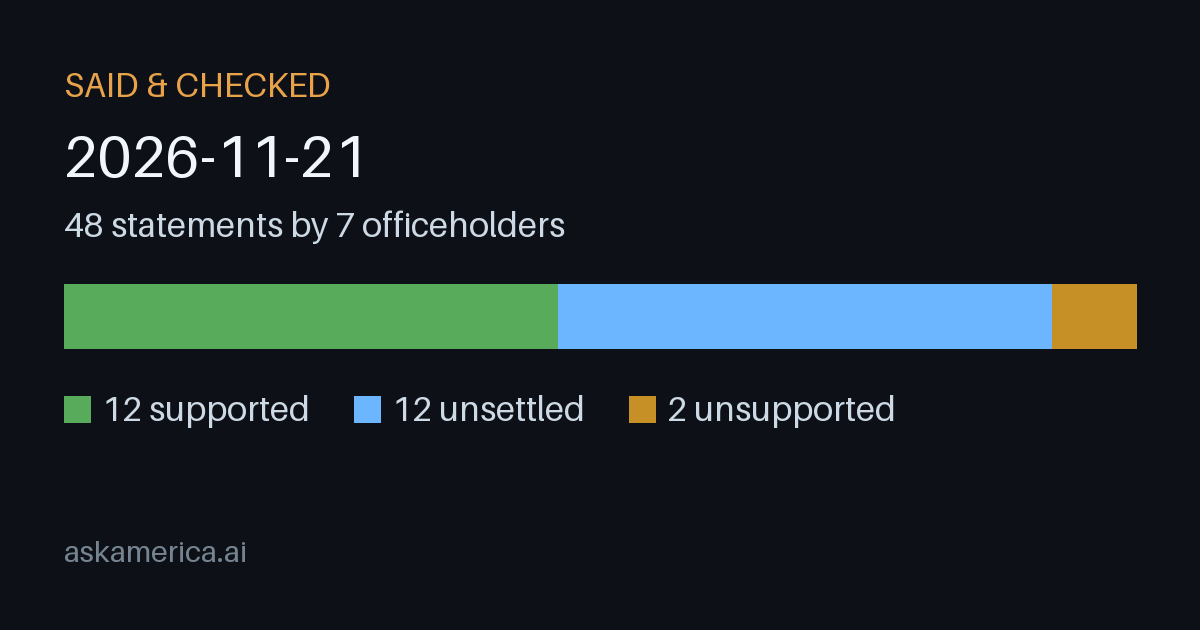 SAID & CHECKED
2026-11-21
48 statements by 7 officeholders
12 supported 12 unsettled 2 unsupported
askamerica.ai